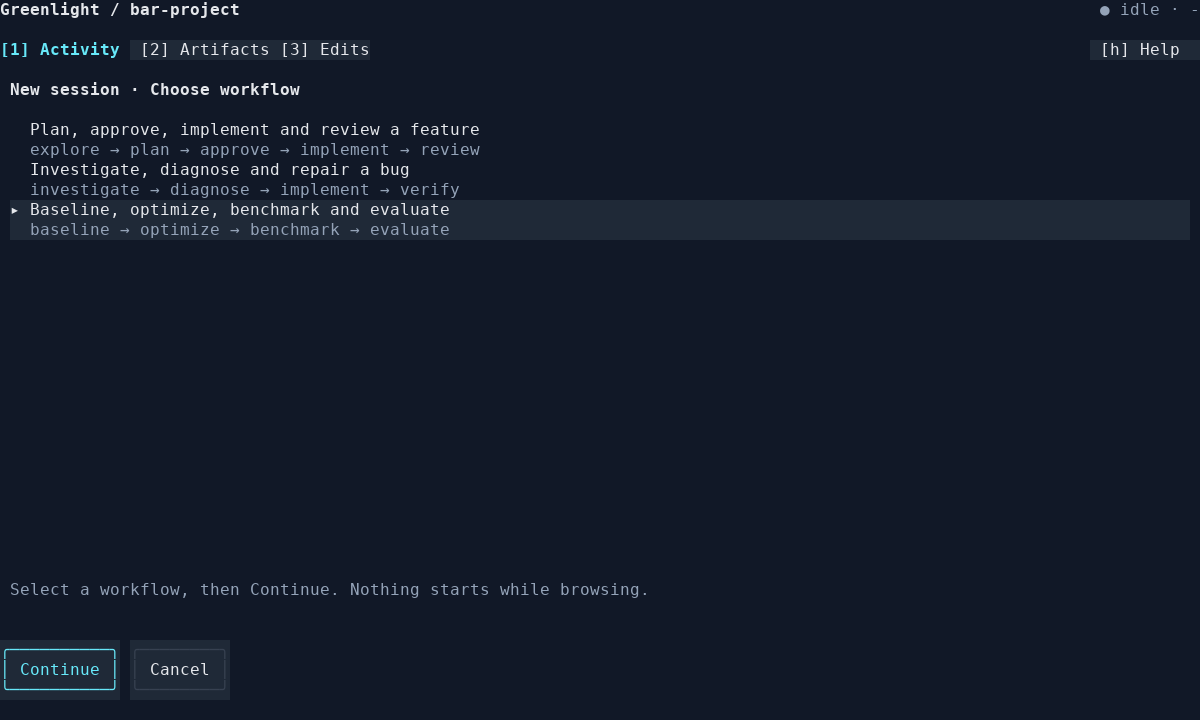 Greenlight / bar-project ● idle · -
[1] Activity [2] Artifacts [3] Edits [h] Help
New session · Choose workflow
Plan, approve, implement and review a feature
explore → plan → approve → implement → review
Investigate, diagnose and repair a bug
investigate → diagnose → implement → verify
▸ Baseline, optimize, benchmark and evaluate
baseline → optimize → benchmark → evaluate
Select a workflow, then Continue. Nothing starts while browsing.
Continue Cancel